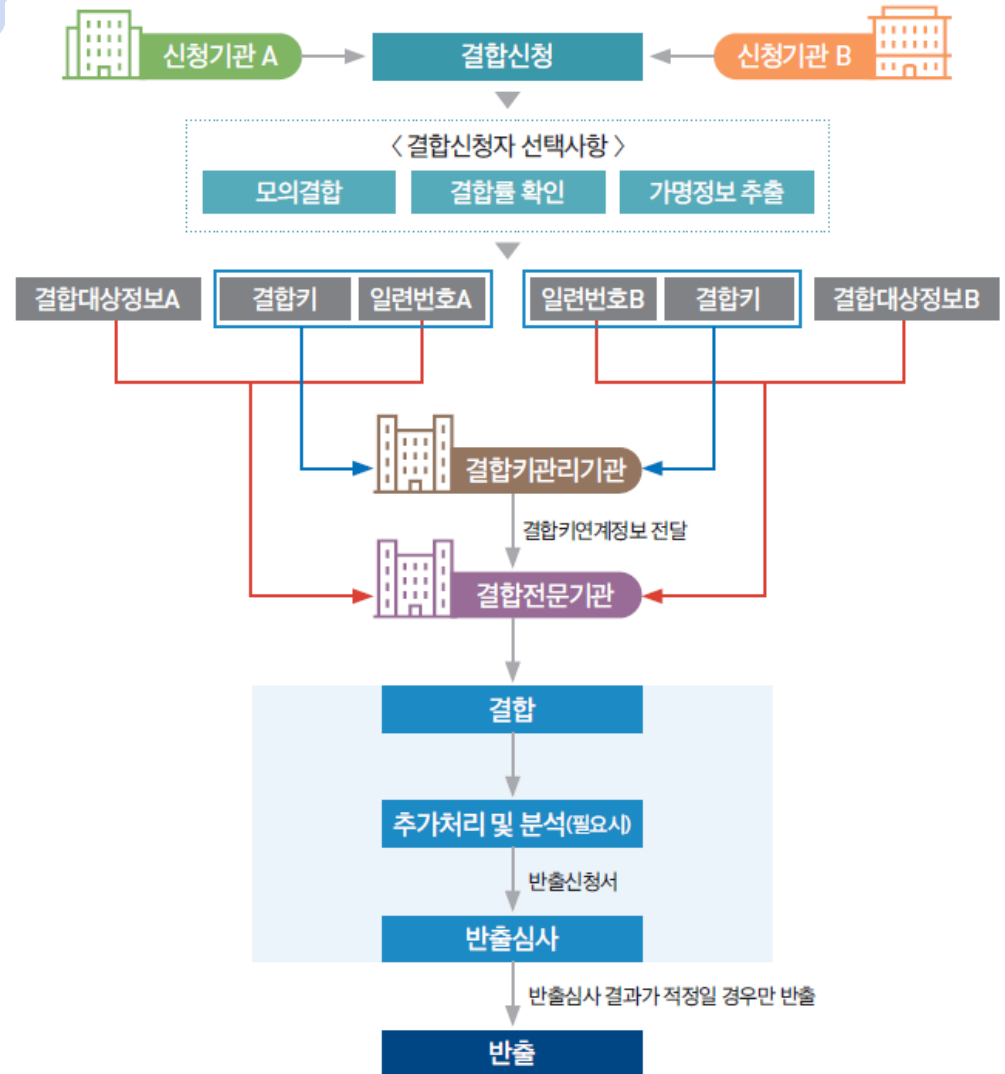 신청기관 A
결합신청
신청기관 B
〈 결합신청자 선택사항 〉
모의결합
결합률 확인
가명정보 추출
결합대상정보A
결합키
일련번호A
일련번호B
결합키
결합대상정보B
결합키관리기관
결합키연계정보 전달
결합전문기관
결합
추가처리 및 분석(필요시)
반출신청서
반출심사
반출심사 결과가 적정일 경우만 반출
반출